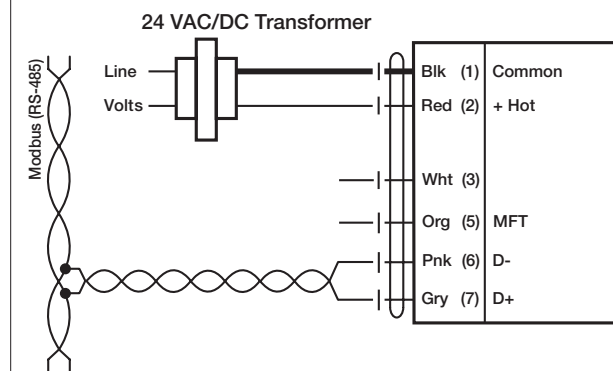 24 VAC/DC Transformer
Line
Volts
Modbus (RS-485)
Blk (1) Common
Red (2) + Hot
Wht (3)
Org (5) MFT
Pnk (6) D-
Gry (7) D+